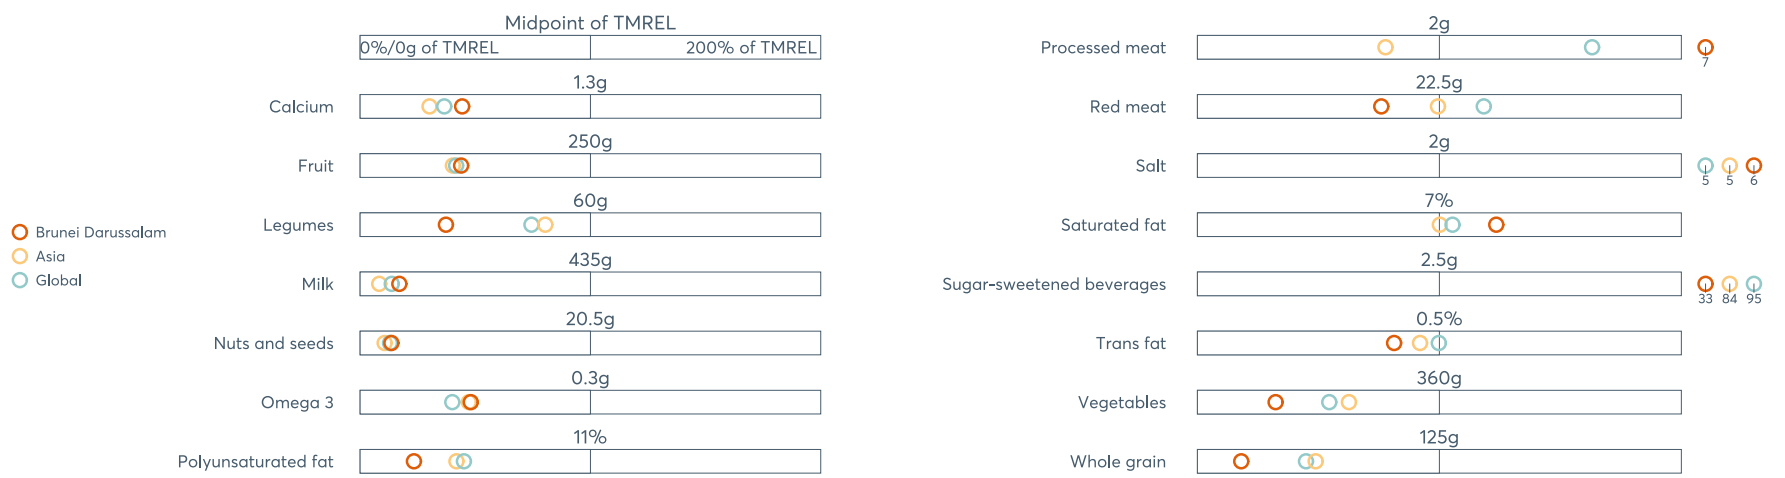 Midpoint of TMREL
0%/0g of TMREL 200% of TMREL
1.3g
Calcium
250g
Fruit
60g
Legumes
435g
Milk
20.5g
Nuts and seeds
0.3g
Omega 3
11%
Polyunsaturated fat
Brunei Darussalam
Asia
Global
2g
Processed meat
7
22.5g
Red meat
2g
Salt
5 5 6
7%
Saturated fat
2.5g
Sugar-sweetened beverages
33 84 95
0.5%
Trans fat
360g
Vegetables
125g
Whole grain